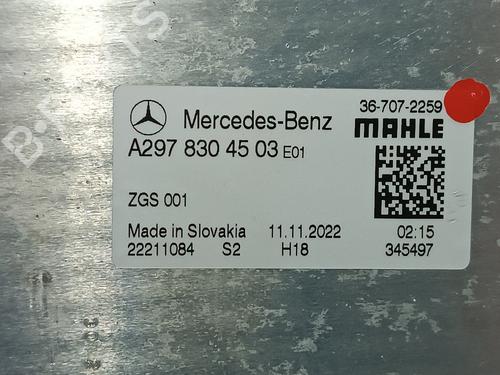 B-PARTS
36-707-2259
Mercedes-Benz
MAHLE
A297 830 45 03 E01
ZGS 001
Made in Slovakia 11.11.2022 02:15
22211084 S2 H18 345497